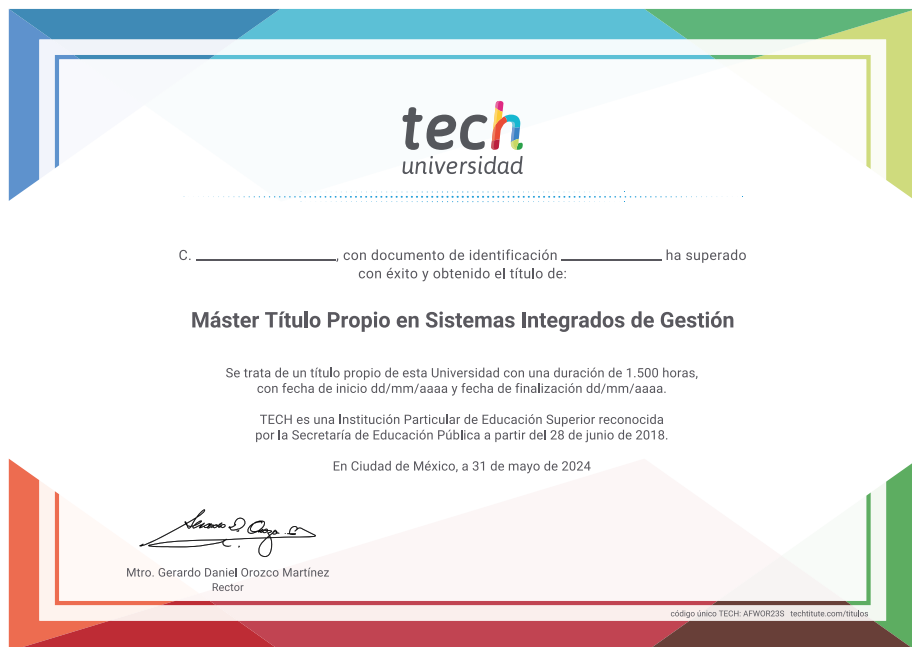 tech
universidad
C. ____________________, con documento de identificación ______________ ha superado
con éxito y obtenido el título de:
Máster Título Propio en Sistemas Integrados de Gestión
Se trata de un título propio de esta Universidad con una duración de 1.500 horas,
con fecha de inicio dd/mm/aaaa y fecha de finalización dd/mm/aaaa.
TECH es una Institución Particular de Educación Superior reconocida
por la Secretaría de Educación Pública a partir del 28 de junio de 2018.
En Ciudad de México, a 31 de mayo de 2024
Mtro. Gerardo Daniel Orozco Martínez
Rector
código único TECH: AFWOR23S techtitute.com/titulos